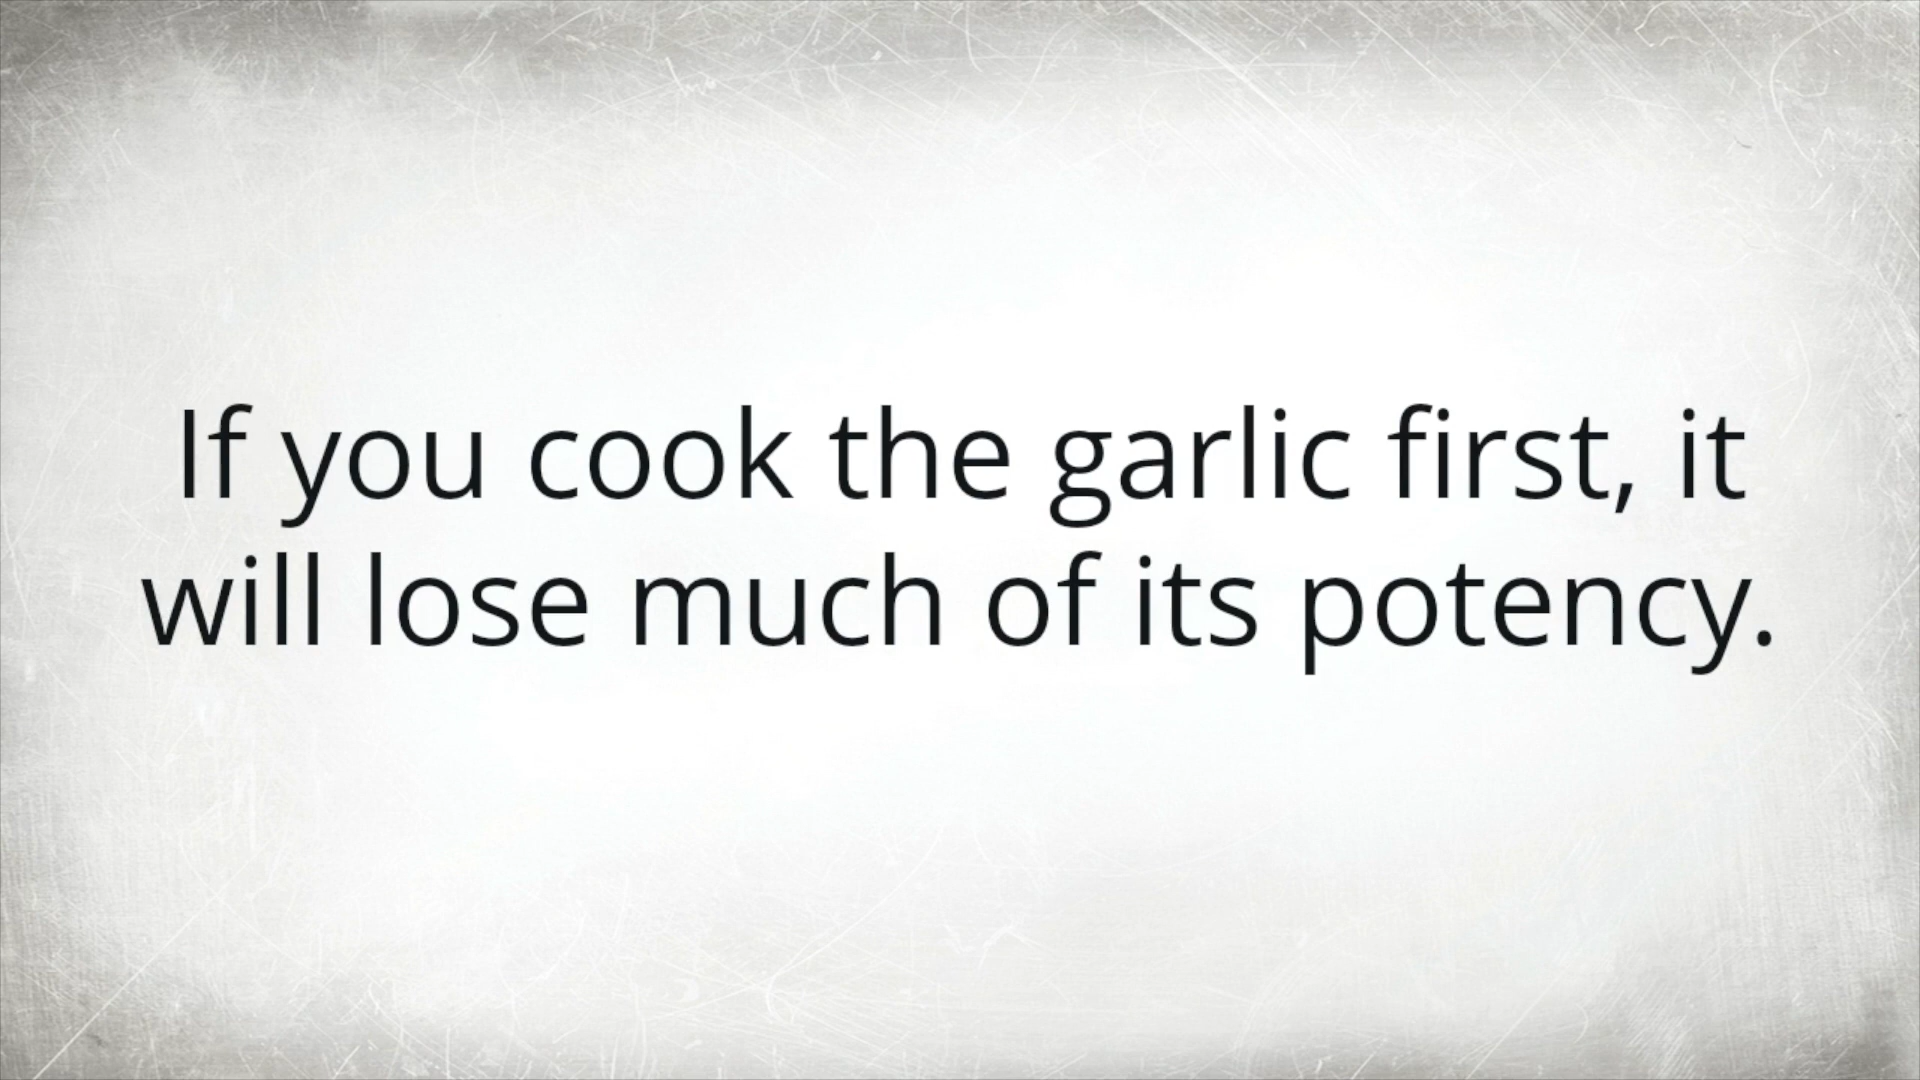 If you cook the garlic first, it
will lose much of its potency.